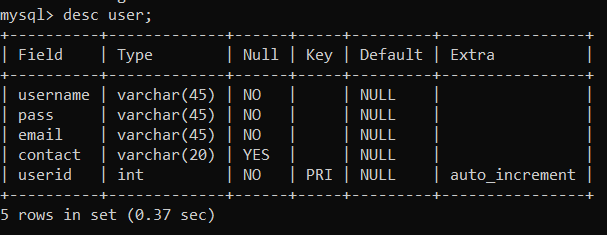 mysql> desc user;
+----------+-------------+------+-----+---------+----------------+
| Field    | Type        | Null | Key | Default | Extra          |
+----------+-------------+------+-----+---------+----------------+
| username | varchar(45) | NO   |     | NULL    |                |
| pass     | varchar(45) | NO   |     | NULL    |                |
| email    | varchar(45) | NO   |     | NULL    |                |
| contact  | varchar(20) | YES  |     | NULL    |                |
| userid   | int         | NO   | PRI | NULL    | auto_increment |
+----------+-------------+------+-----+---------+----------------+
5 rows in set (0.37 sec)